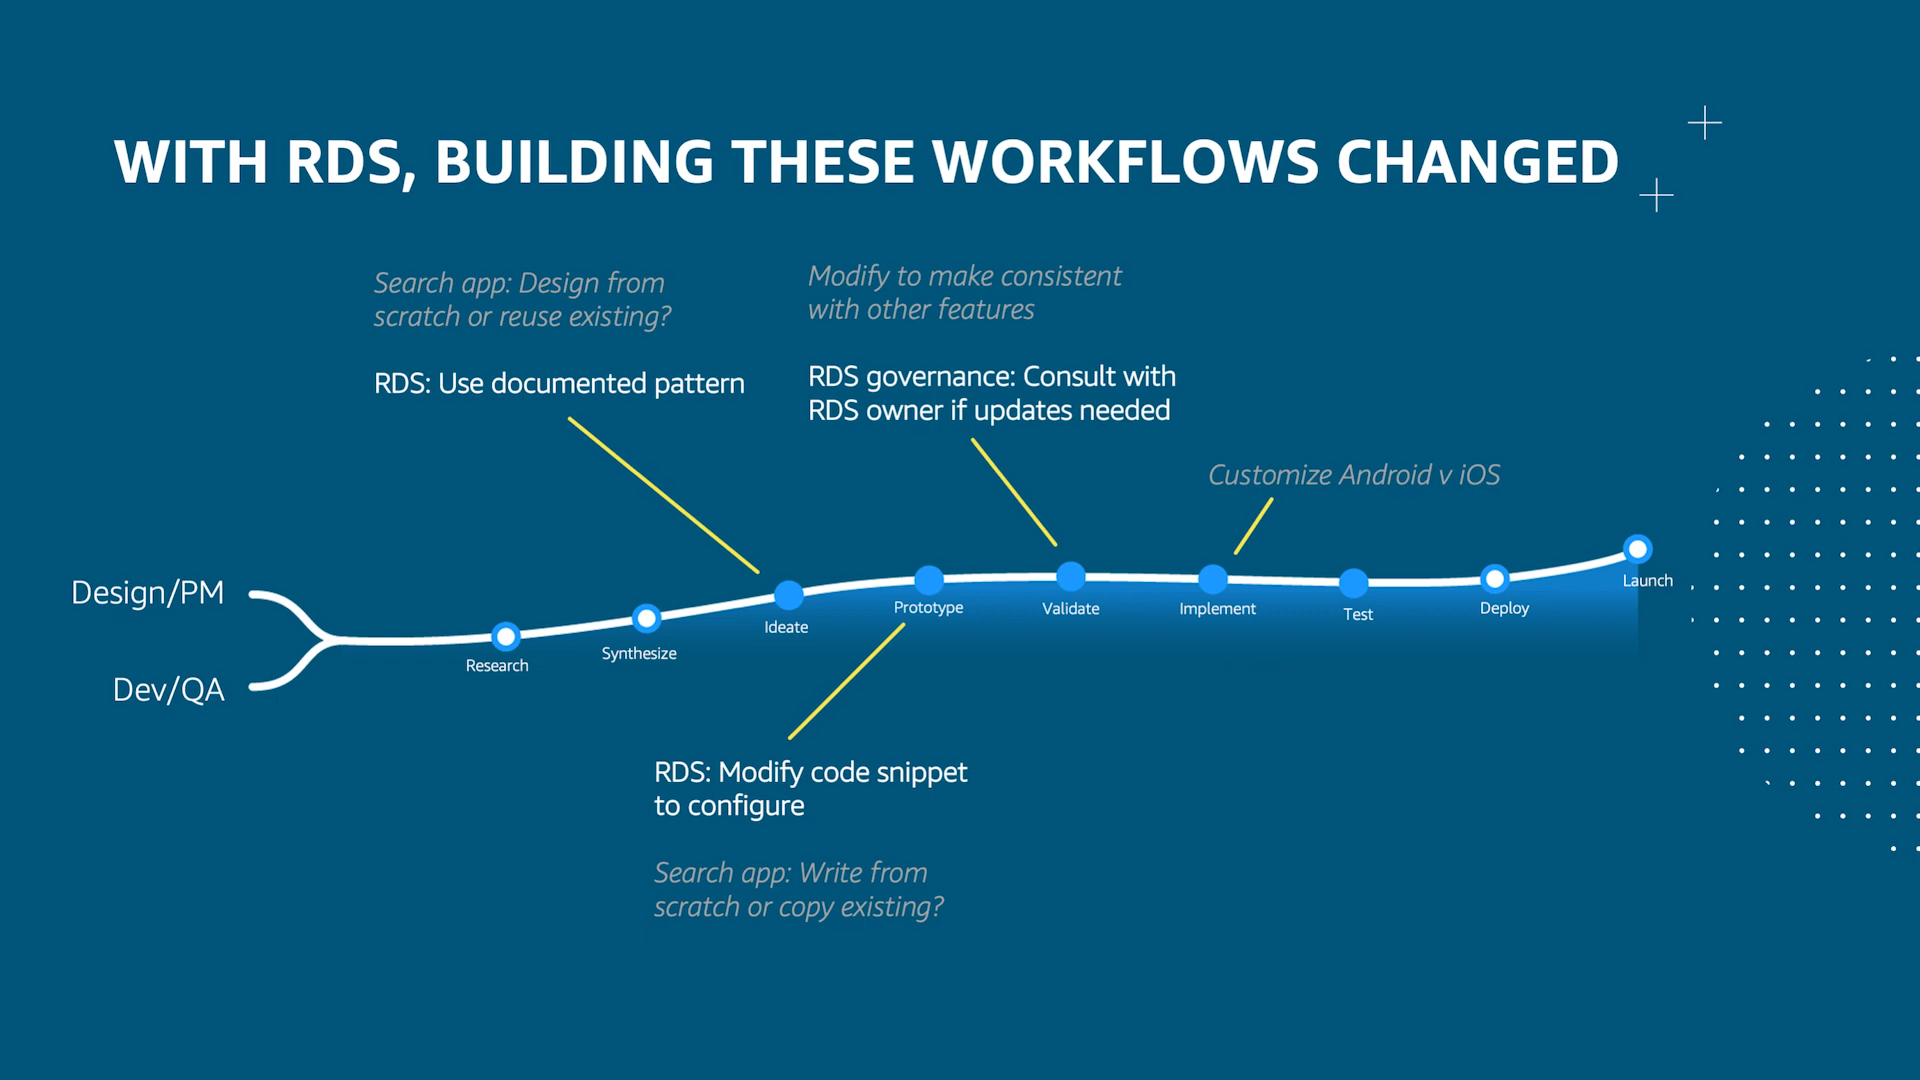 WITH RDS, BUILDING THESE WORKFLOWS CHANGED
Search app: Design from
scratch or reuse existing?
RDS: Use documented pattern
Modify to make consistent
with other features
RDS governance: Consult with
RDS owner if updates needed
Customize Android v iOS
Design/PM
Dev/QA
Research
Synthesize
Ideate
Prototype
Validate
Implement
Test
Deploy
Launch
RDS: Modify code snippet
to configure
Search app: Write from
scratch or copy existing?